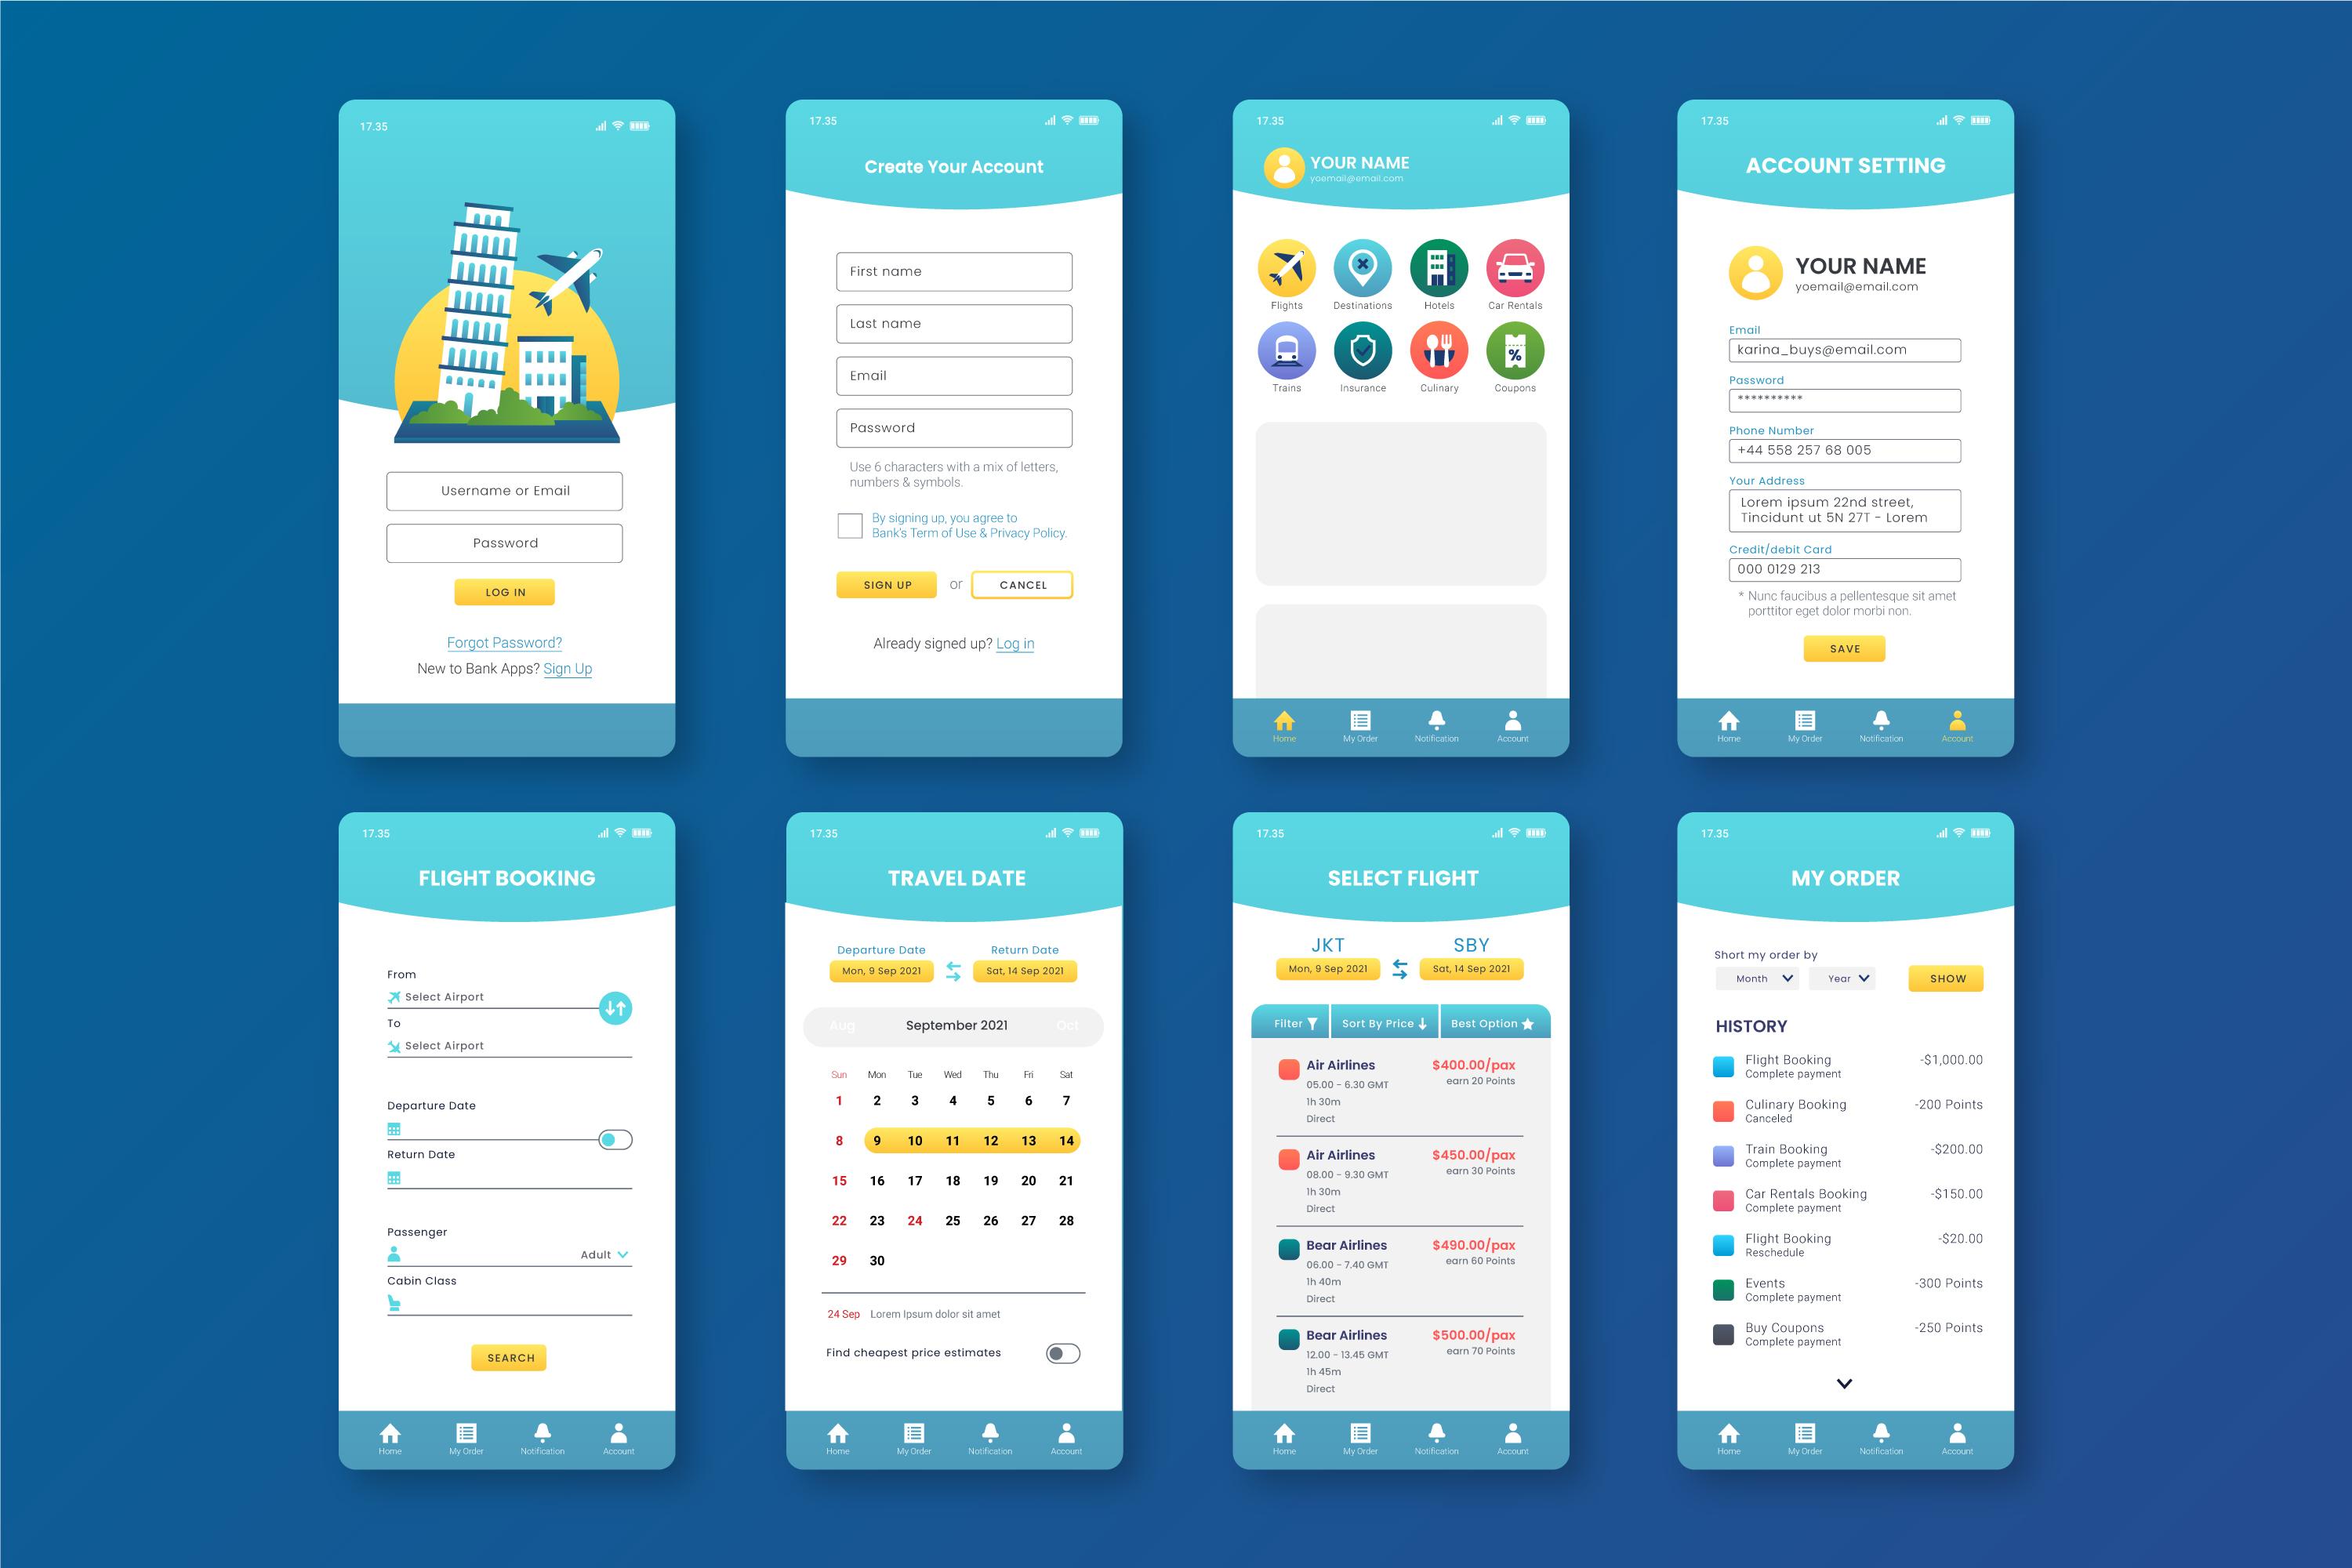 17.35
Username or Email
Password
LOG IN
Forgot Password?
New to Bank Apps? Sign Up
17.35
Create Your Account
First name
Last name
Email
Password
Use 6 characters with a mix of letters,
numbers & symbols.
By signing up, you agree to
Bank's Term of Use & Privacy Policy.
SIGN UP or CANCEL
Already signed up? Log in
17.35
YOUR NAME
yoemail@email.com
Flights Destinations Hotels Car Rentals
Trains Insurance Culinary Coupons
Home My Order Notification Account
17.35
ACCOUNT SETTING
YOUR NAME
yoemail@email.com
Email
karina_buys@email.com
Password
**********
Phone Number
+44 558 257 68 005
Your Address
Lorem ipsum 22nd street,
Tincidunt ut 5N 27T - Lorem
Credit/debit Card
000 0129 213
* Nunc faucibus a pellentesque sit amet
porttitor eget dolor morbi non.
SAVE
Home My Order Notification Account
17.35
FLIGHT BOOKING
From
Select Airport
To
Select Airport
Departure Date
Return Date
Passenger
Adult
Cabin Class
SEARCH
Home My Order Notification Account
17.35
TRAVEL DATE
Departure Date Return Date
Mon, 9 Sep 2021 Sat, 14 Sep 2021
Aug September 2021 Oct
Sun Mon Tue Wed Thu Fri Sat
1 2 3 4 5 6 7
8 9 10 11 12 13 14
15 16 17 18 19 20 21
22 23 24 25 26 27 28
29 30
24 Sep Lorem Ipsum dolor sit amet
Find cheapest price estimates
Home My Order Notification Account
17.35
SELECT FLIGHT
JKT SBY
Mon, 9 Sep 2021 Sat, 14 Sep 2021
Filter Sort By Price Best Option
Air Airlines $400.00/pax
05.00 - 6.30 GMT earn 20 Points
1h 30m
Direct
Air Airlines $450.00/pax
08.00 - 9.30 GMT earn 30 Points
1h 30m
Direct
Bear Airlines $490.00/pax
06.00 - 7.40 GMT earn 60 Points
1h 40m
Direct
Bear Airlines $500.00/pax
12.00 - 13.45 GMT earn 70 Points
1h 45m
Direct
Home My Order Notification Account
17.35
MY ORDER
Short my order by
Month Year SHOW
HISTORY
Flight Booking -$1,000.00
Complete payment
Culinary Booking -200 Points
Canceled
Train Booking -$200.00
Complete payment
Car Rentals Booking -$150.00
Complete payment
Flight Booking -$20.00
Reschedule
Events -300 Points
Complete payment
Buy Coupons -250 Points
Complete payment
Home My Order Notification Account